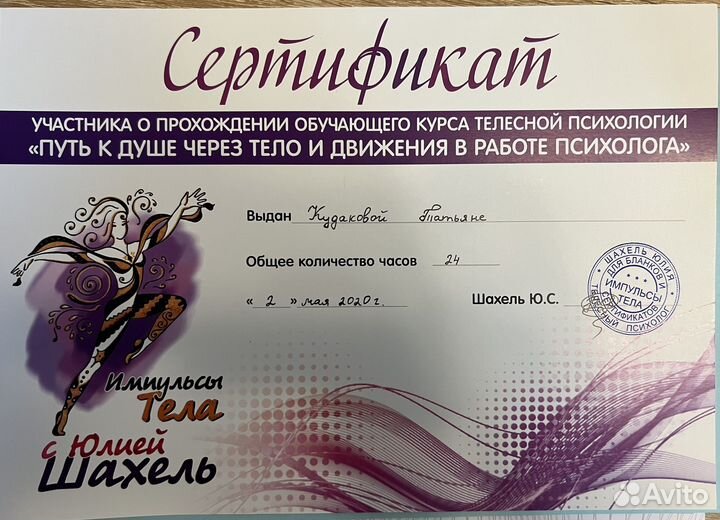 Сертификат
УЧАСТНИКА О ПРОХОЖДЕНИИ ОБУЧАЮЩЕГО КУРСА ТЕЛЕСНОЙ ПСИХОЛОГИИ
«ПУТЬ К ДУШЕ ЧЕРЕЗ ТЕЛО И ДВИЖЕНИЯ В РАБОТЕ ПСИХОЛОГА»
Выдан Кудаковой Татьяне
Общее количество часов 24
« 2 » мая 2020 г. Шахель Ю.С.
ШАХЕЛЬ ЮЛИЯ
ДЛЯ БЛАНКОВ И
ИМПУЛЬСЫ
ТЕЛА
СЕРТИФИКАТОВ
ТЕЛЕСНЫЙ ПСИХОЛОГ
Импульсы
Тела
с Юлией
Шахель
Avito